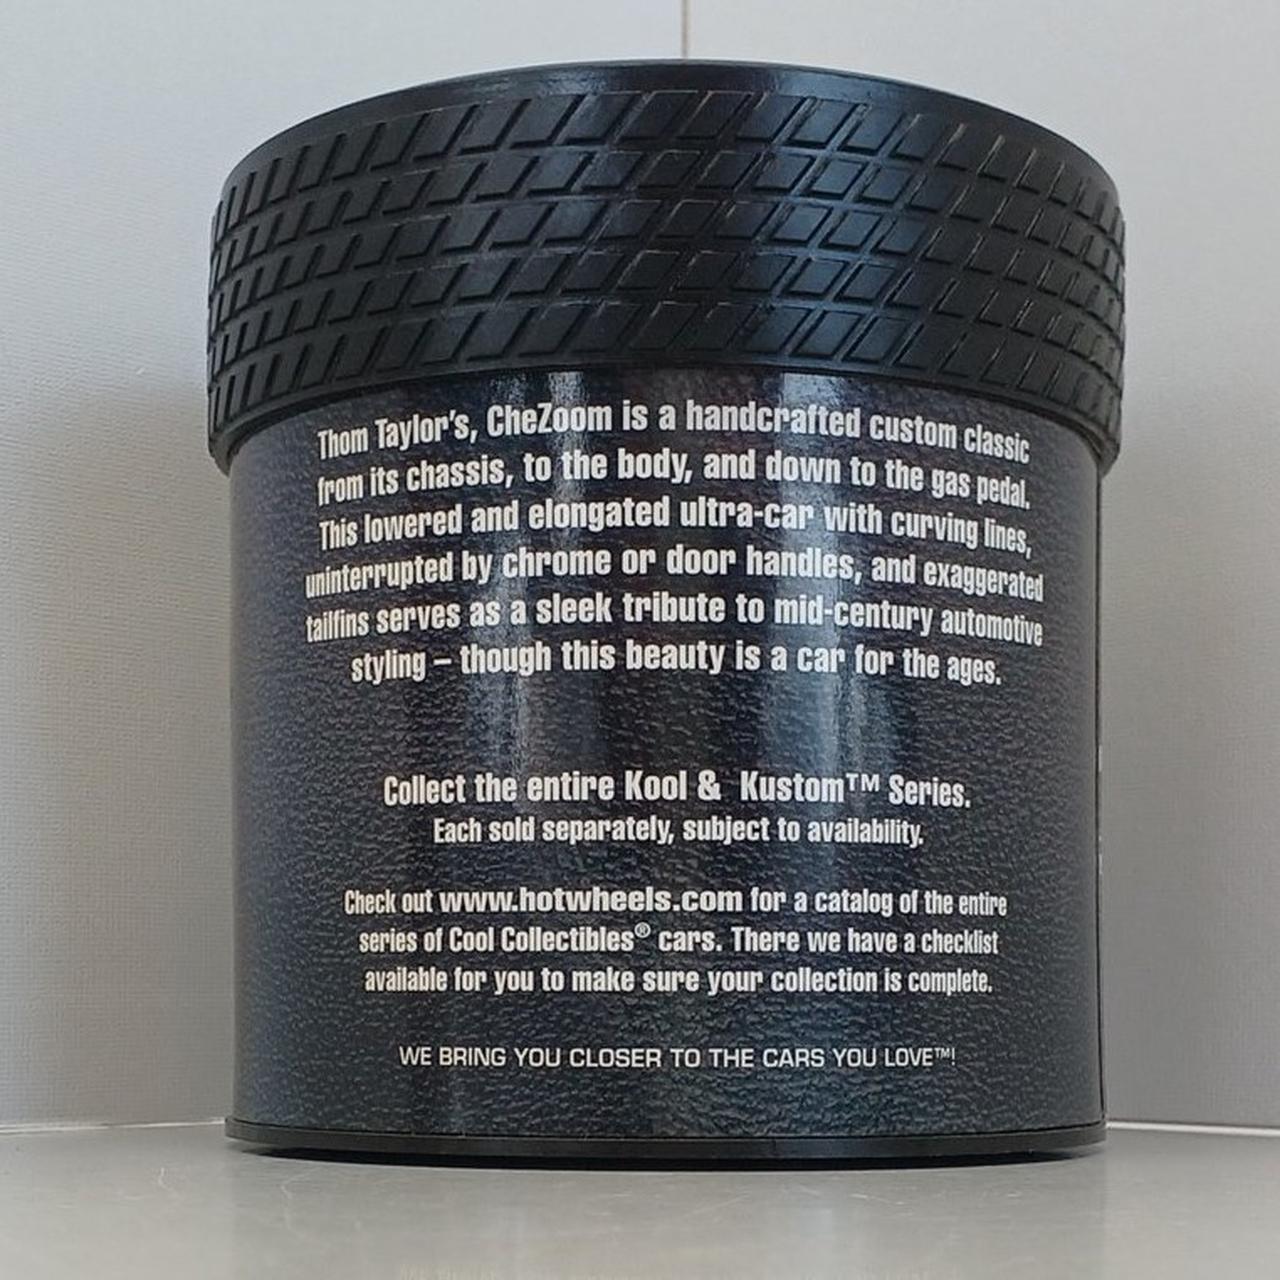 Thom Taylor's, CheZoom is a handcrafted custom classic
from its chassis, to the body, and down to the gas pedal.
This lowered and elongated ultra-car with curving lines,
uninterrupted by chrome or door handles, and exaggerated
tailfins serves as a sleek tribute to mid-century automotive
styling – though this beauty is a car for the ages.
Collect the entire Kool & Kustom™ Series.
Each sold separately, subject to availability.
Check out www.hotwheels.com for a catalog of the entire
series of Cool Collectibles® cars. There we have a checklist
available for you to make sure your collection is complete.
WE BRING YOU CLOSER TO THE CARS YOU LOVE™!